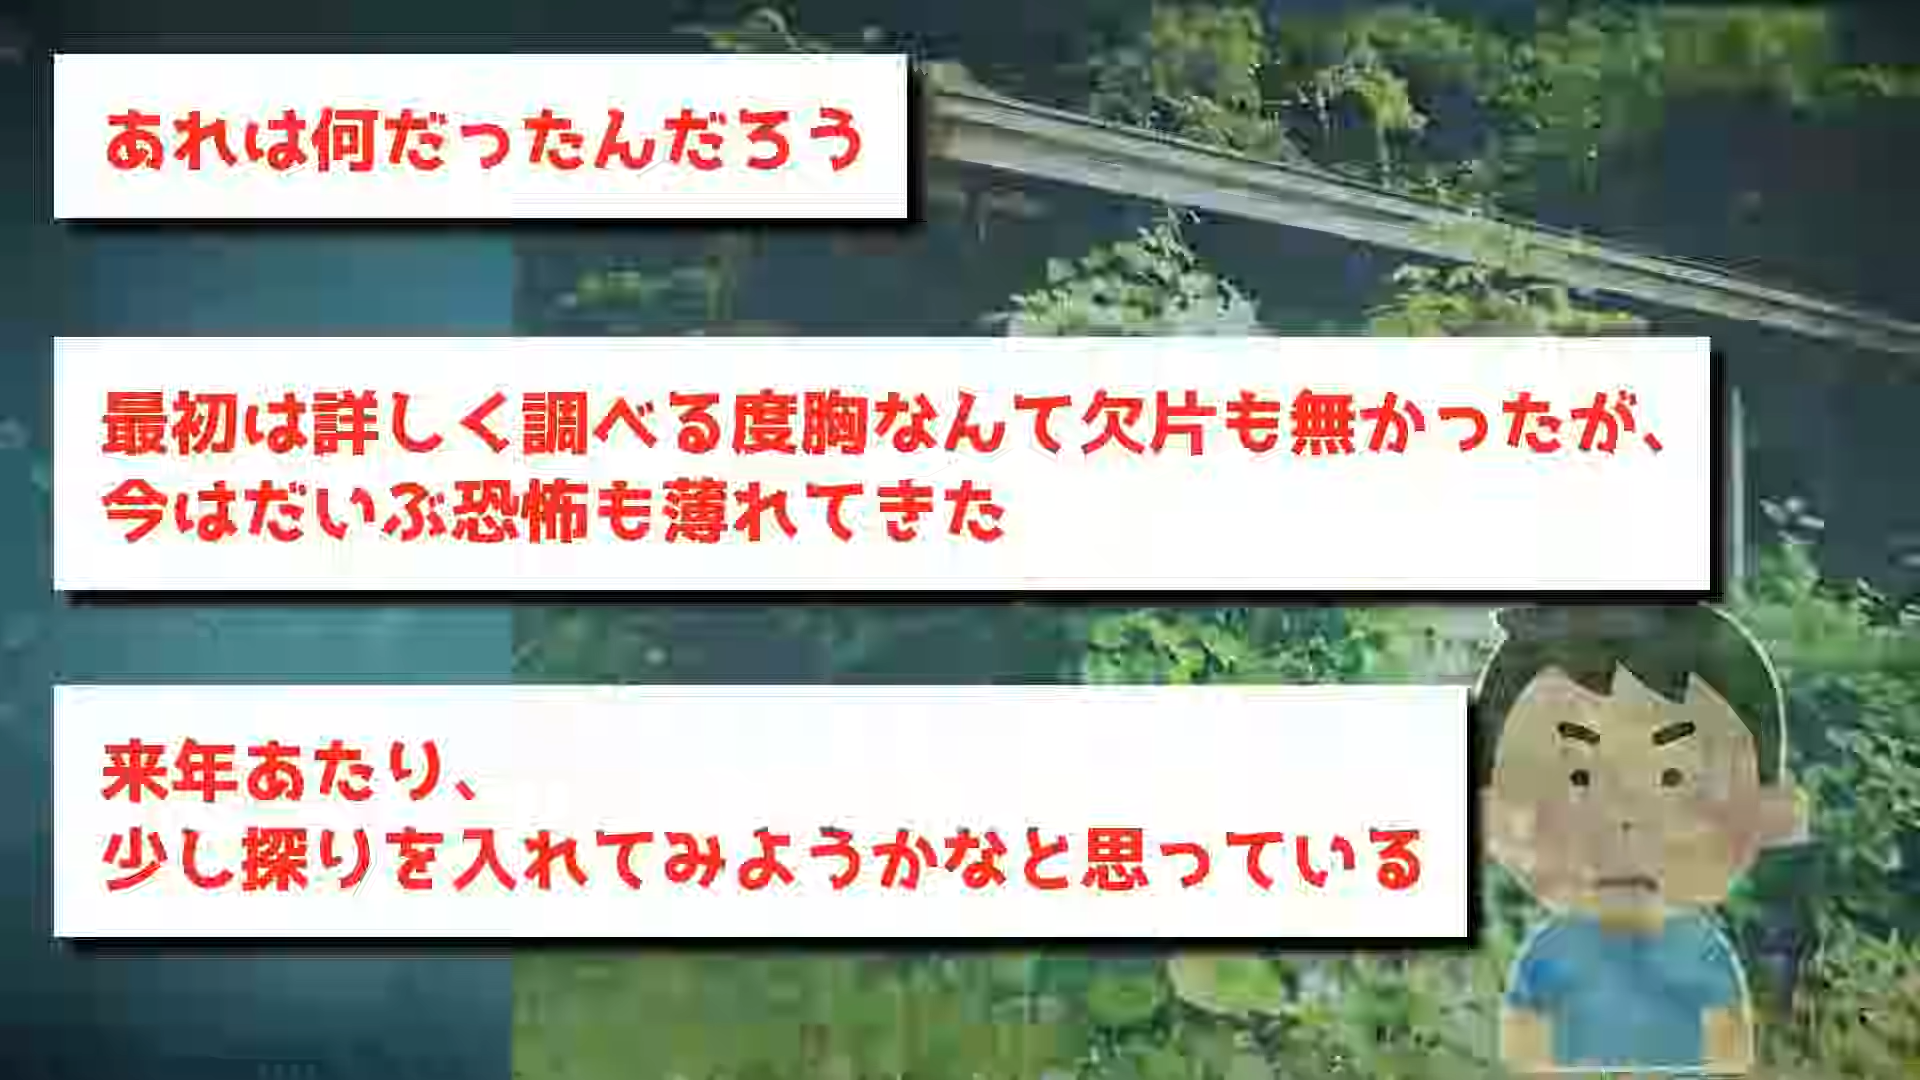 あれは何だったんだろう
最初は詳しく調べる度胸なんて欠片も無かったが、
今はだいぶ恐怖も薄れてきた
来年あたり、
少し探りを入れてみようかなと思っている